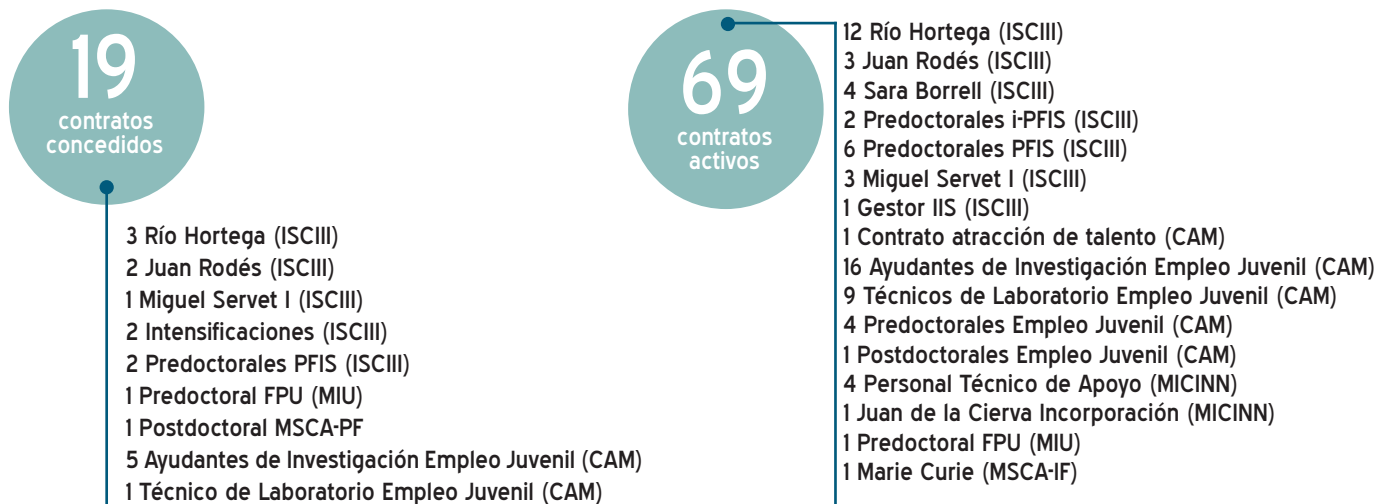 19
contratos
concedidos
3 Río Hortega (ISCIII)
2 Juan Rodés (ISCIII)
1 Miguel Servet I (ISCIII)
2 Intensificaciones (ISCIII)
2 Predoctorales PFIS (ISCIII)
1 Predoctoral FPU (MIU)
1 Postdoctoral MSCA-PF
5 Ayudantes de Investigación Empleo Juvenil (CAM)
1 Técnico de Laboratorio Empleo Juvenil (CAM)
69
contratos
activos
12 Río Hortega (ISCIII)
3 Juan Rodés (ISCIII)
4 Sara Borrell (ISCIII)
2 Predoctorales i-PFIS (ISCIII)
6 Predoctorales PFIS (ISCIII)
3 Miguel Servet I (ISCIII)
1 Gestor IIS (ISCIII)
1 Contrato atracción de talento (CAM)
16 Ayudantes de Investigación Empleo Juvenil (CAM)
9 Técnicos de Laboratorio Empleo Juvenil (CAM)
4 Predoctorales Empleo Juvenil (CAM)
1 Postdoctorales Empleo Juvenil (CAM)
4 Personal Técnico de Apoyo (MICINN)
1 Juan de la Cierva Incorporación (MICINN)
1 Predoctoral FPU (MIU)
1 Marie Curie (MSCA-IF)